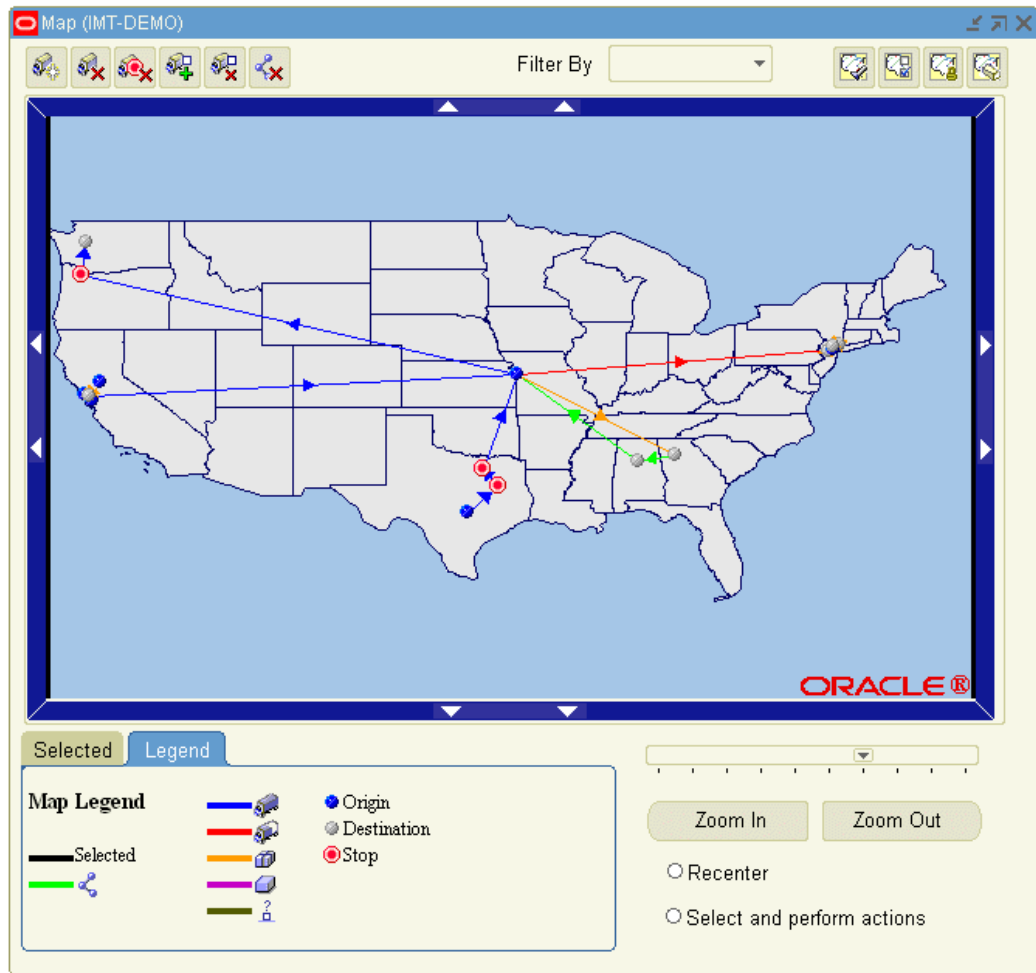 Map (IMT-DEMO)
Filter By
ORACLE®
Selected
Legend
Map Legend
Selected
Origin
Destination
Stop
?
Zoom In
Zoom Out
Recenter
Select and perform actions